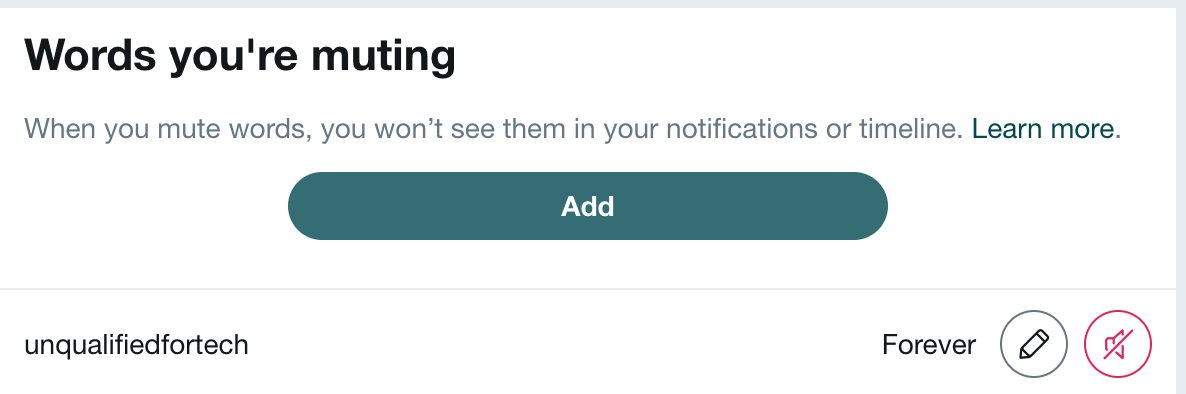 Words you're muting
When you mute words, you won’t see them in your notifications or timeline. Learn more.
Add
unqualifiedfortech Forever